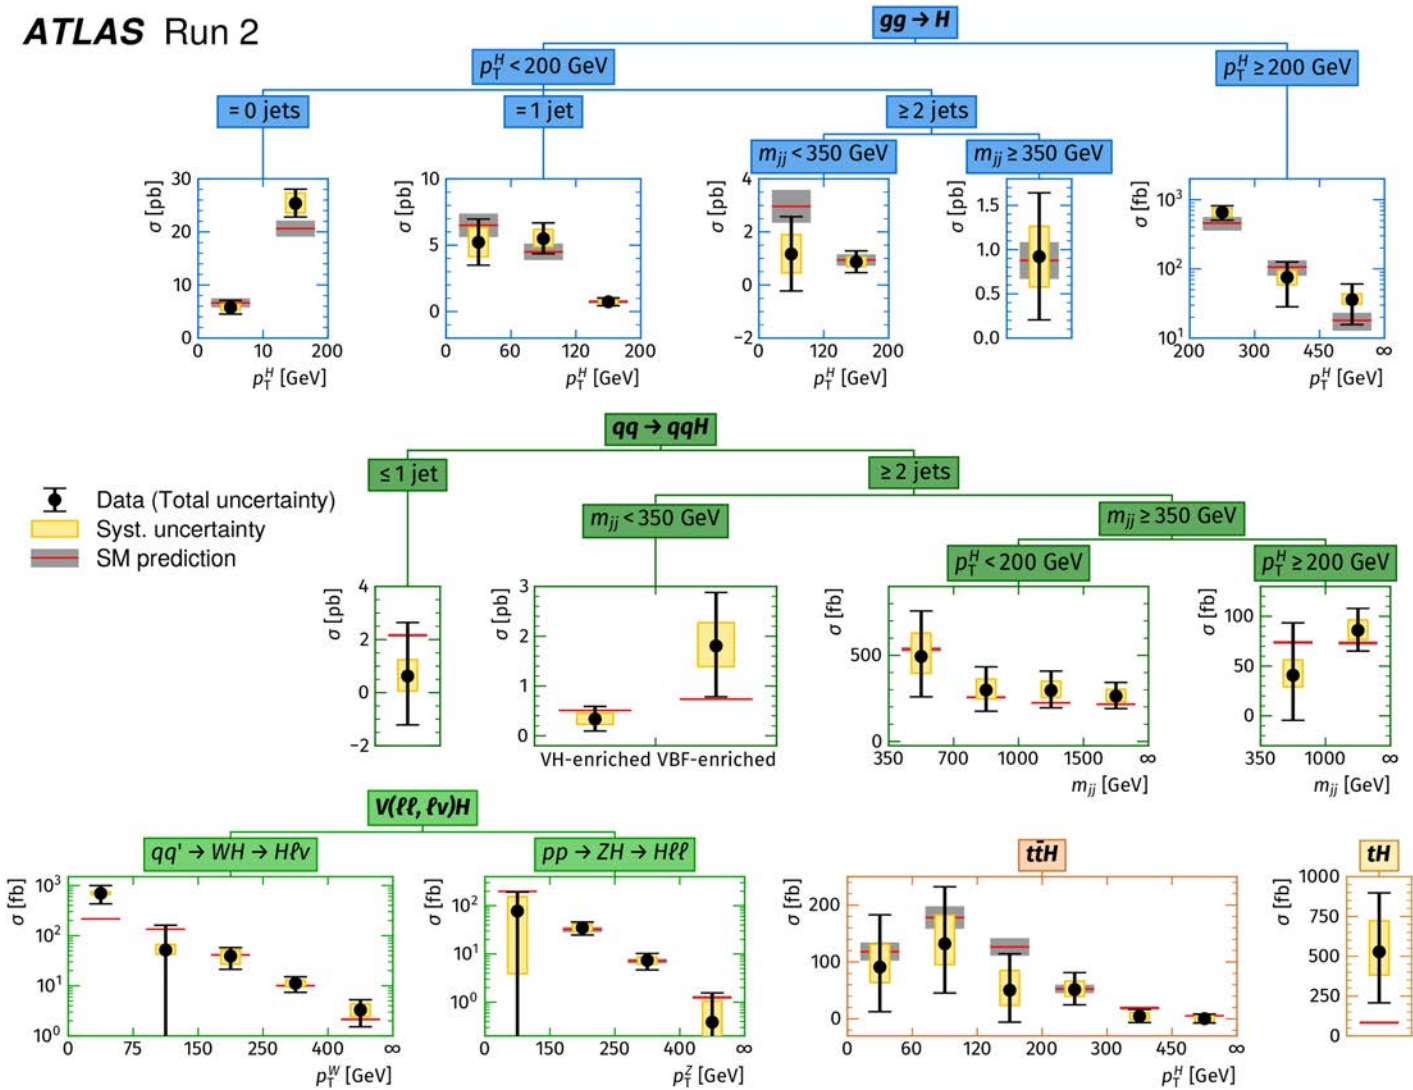 ATLAS Run 2
gg → H
p_T^H < 200 GeV
p_T^H ≥ 200 GeV
= 0 jets
= 1 jet
≥ 2 jets
m_jj < 350 GeV
m_jj ≥ 350 GeV
σ [pb]
30
20
10
0
0 10 200
p_T^H [GeV]
σ [pb]
10
5
0
0 60 120 200
p_T^H [GeV]
σ [pb]
4
2
0
−2
0 120 200
p_T^H [GeV]
σ [pb]
1.5
1.0
0.5
0.0
σ [fb]
10^3
10^2
10^1
200 300 450 ∞
p_T^H [GeV]
qq → qqH
≤ 1 jet
≥ 2 jets
Data (Total uncertainty)
Syst. uncertainty
SM prediction
m_jj < 350 GeV
m_jj ≥ 350 GeV
p_T^H < 200 GeV
p_T^H ≥ 200 GeV
σ [pb]
4
2
0
−2
σ [pb]
3
2
1
0
VH-enriched VBF-enriched
σ [fb]
500
0
350 700 1000 1500 ∞
m_jj [GeV]
σ [fb]
100
50
0
350 1000 ∞
m_jj [GeV]
V(ℓℓ, ℓν)H
qq' → WH → Hℓν
pp → ZH → Hℓℓ
tt̄H
tH
σ [fb]
10^3
10^2
10^1
10^0
0 75 150 250 400 ∞
p_T^W [GeV]
σ [fb]
10^2
10^1
10^0
0 150 250 400 ∞
p_T^Z [GeV]
σ [fb]
200
100
0
0 60 120 200 300 450 ∞
p_T^H [GeV]
σ [fb]
1000
750
500
250
0